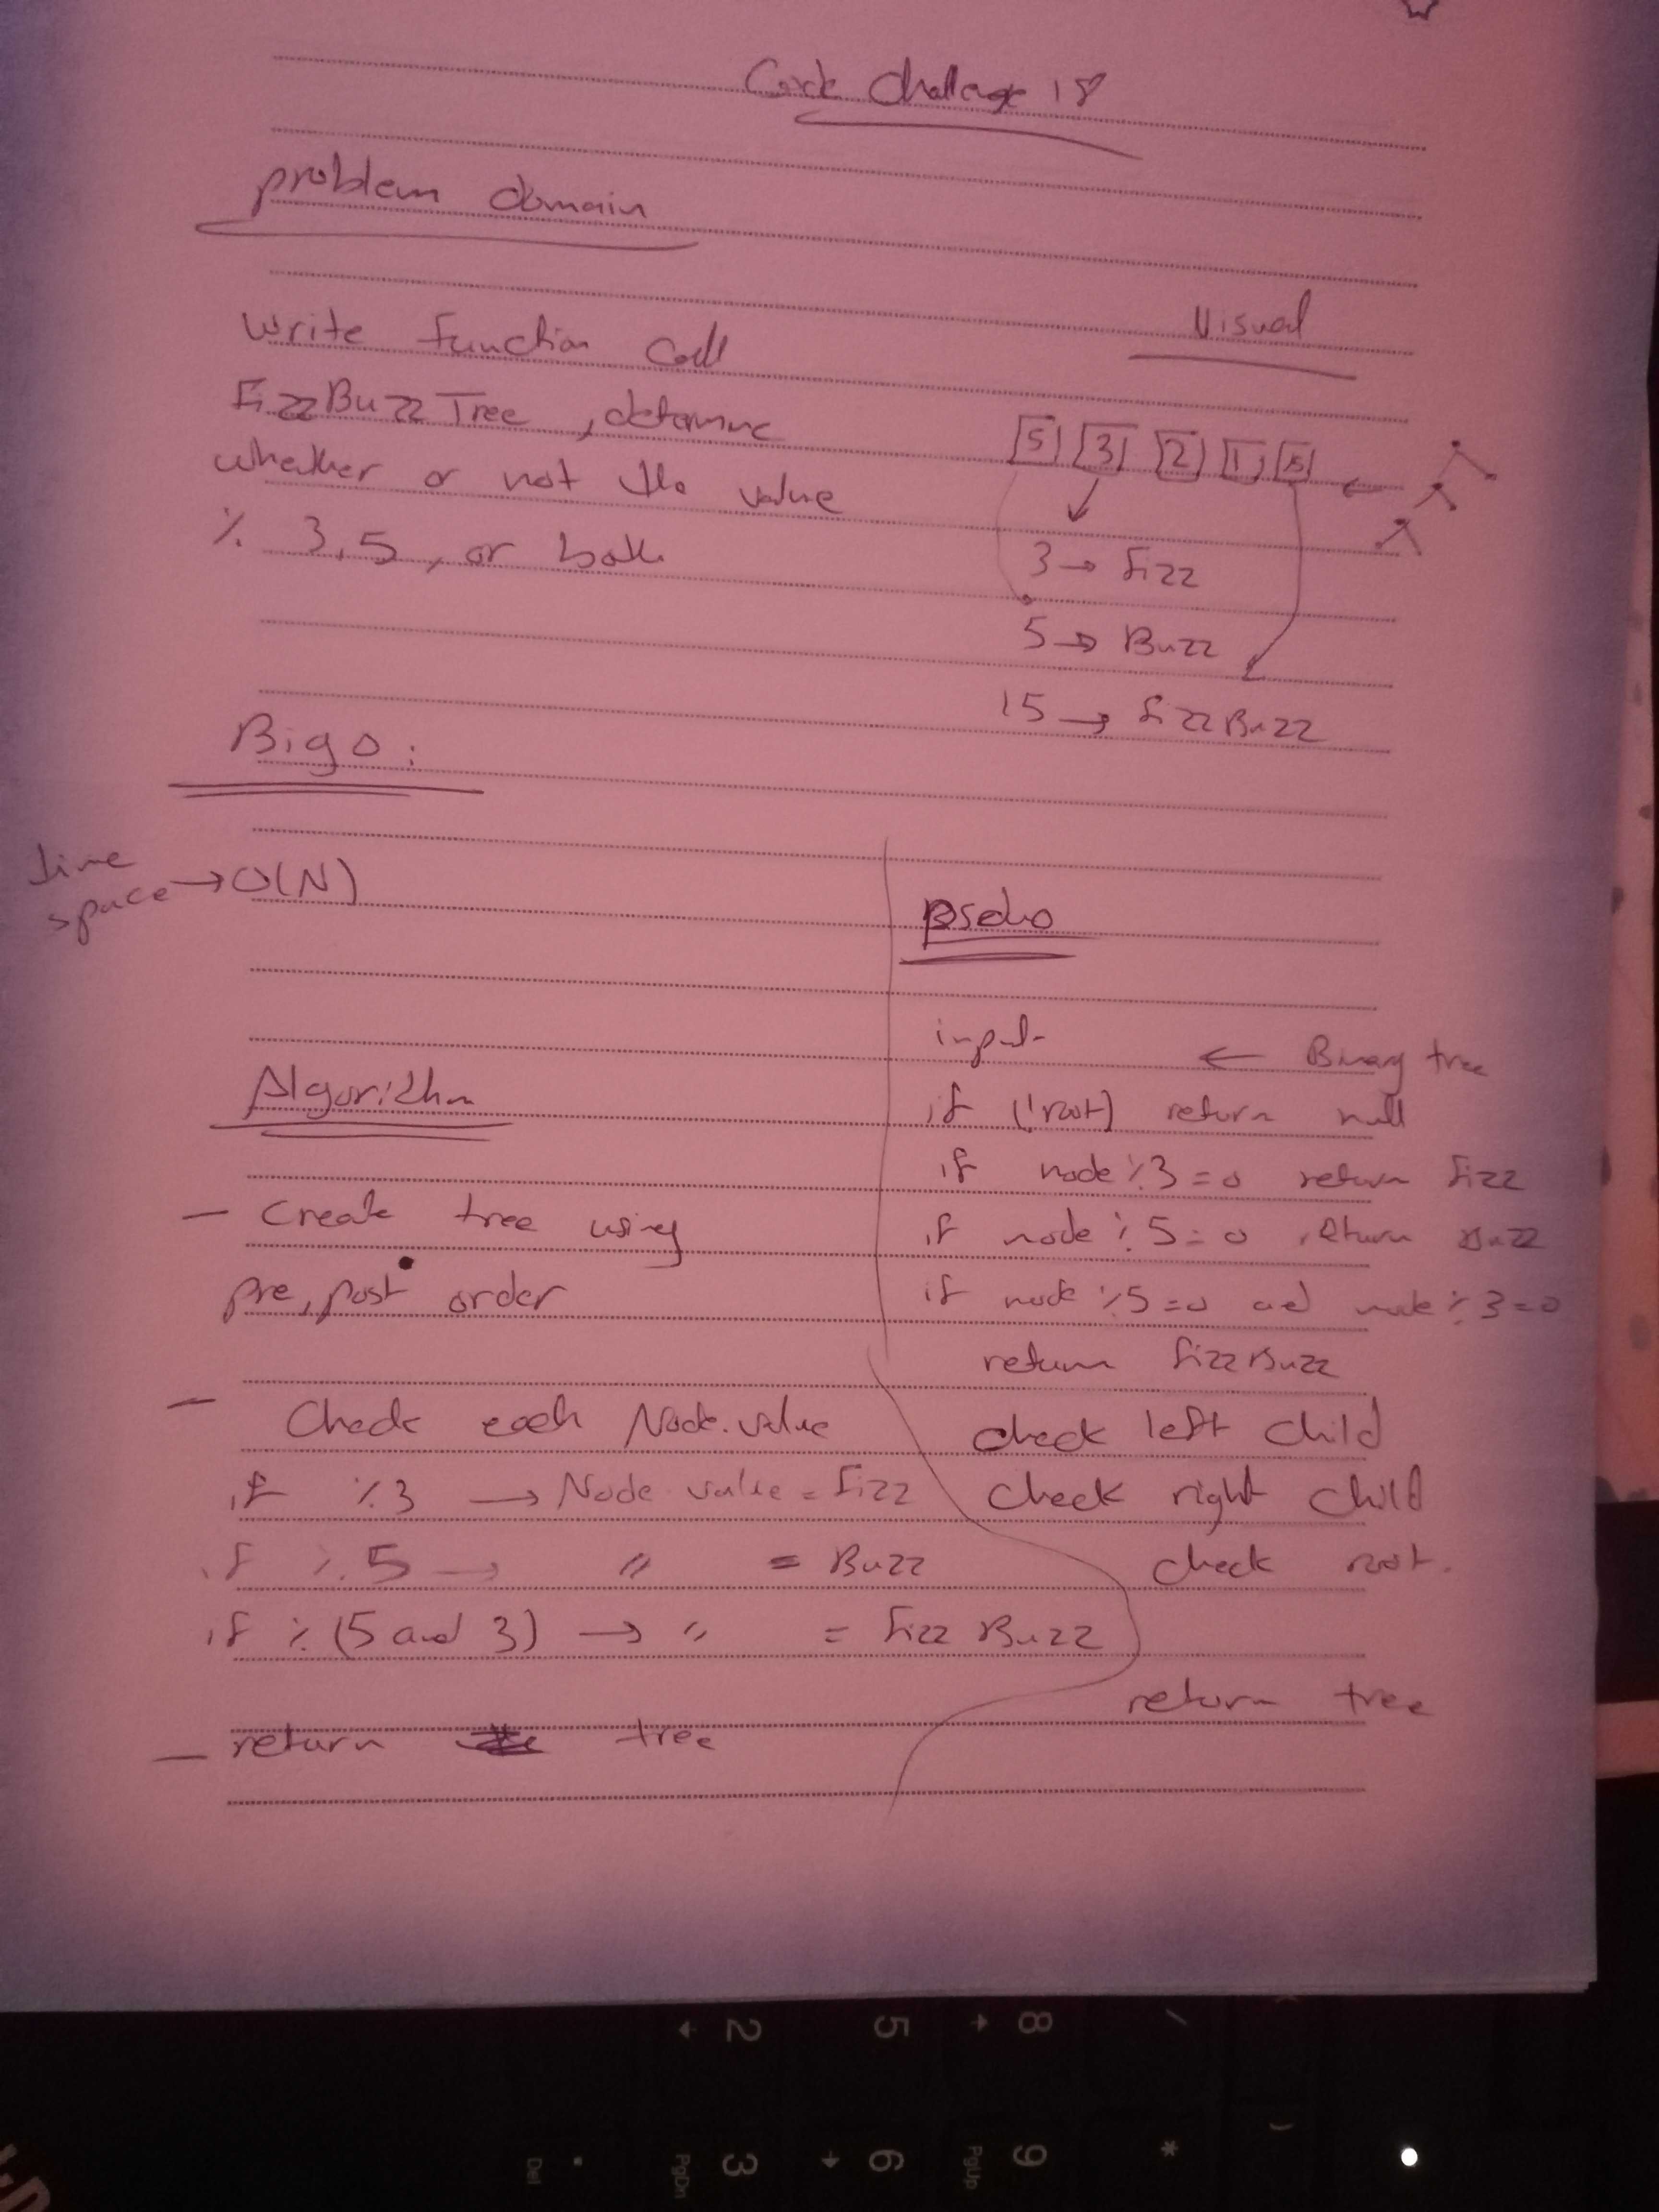 Code Challenge 18
problem domain
write function call
FizzBuzzTree, determine
whether or not the value
% 3,5, or both
Visual
5 3 2 1 15 ←
3 → Fizz
5 → Buzz
15 → FizzBuzz
Big O:
time
space → O(N)
Algorithm
- Create tree using
pre, post order
- Check each Node.value
if %3 → Node value = Fizz
if %5 → " = Buzz
if %(5 and 3) → " = Fizz Buzz
- return tree
pseudo
input ← Binary tree
if (!root) return null
if node %3=0 return Fizz
if node %5=0 return Buzz
if node %5=0 and node %3=0
return FizzBuzz
check left child
check right child
check root.
return tree
2 5 8 /
Del PgDn 3 6 PgUp 9 *